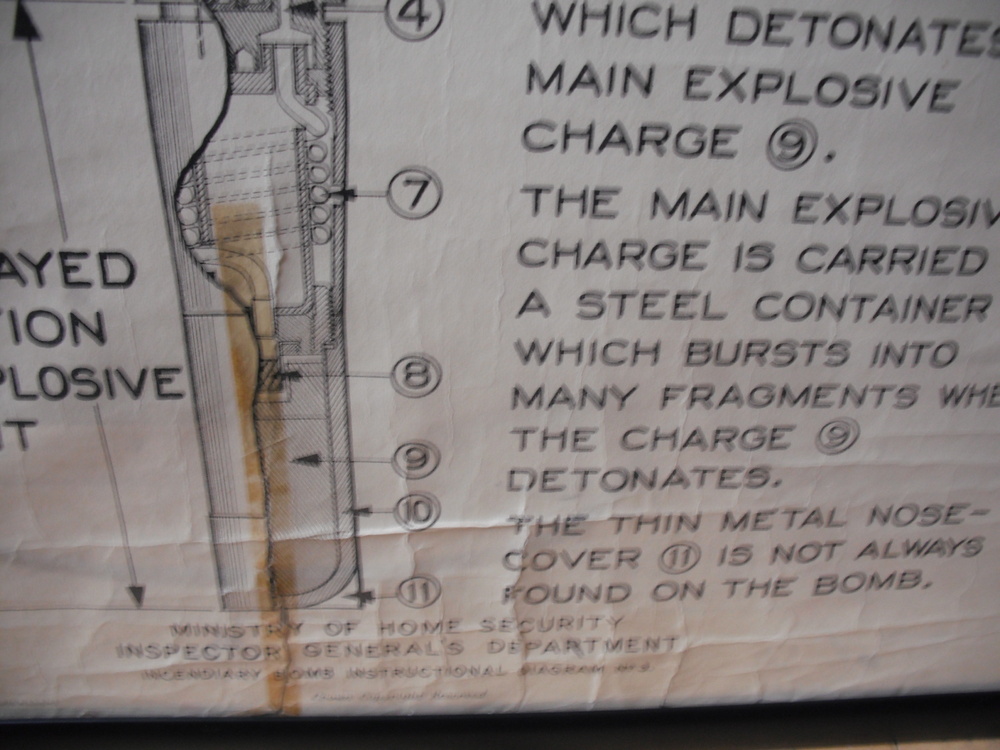 ④
WHICH DETONATES
MAIN EXPLOSIVE
CHARGE ⑨.
THE MAIN EXPLOSIV
CHARGE IS CARRIED
A STEEL CONTAINER
WHICH BURSTS INTO
MANY FRAGMENTS WHE
THE CHARGE ⑨
DETONATES.
THE THIN METAL NOSE-
COVER ⑪ IS NOT ALWAYS
FOUND ON THE BOMB.
⑦
⑧
⑨
⑩
⑪
AYED
ION
PLOSIVE
IT
MINISTRY OF HOME SECURITY
INSPECTOR GENERAL'S DEPARTMENT
INCENDIARY BOMB INSTRUCTIONAL DIAGRAM